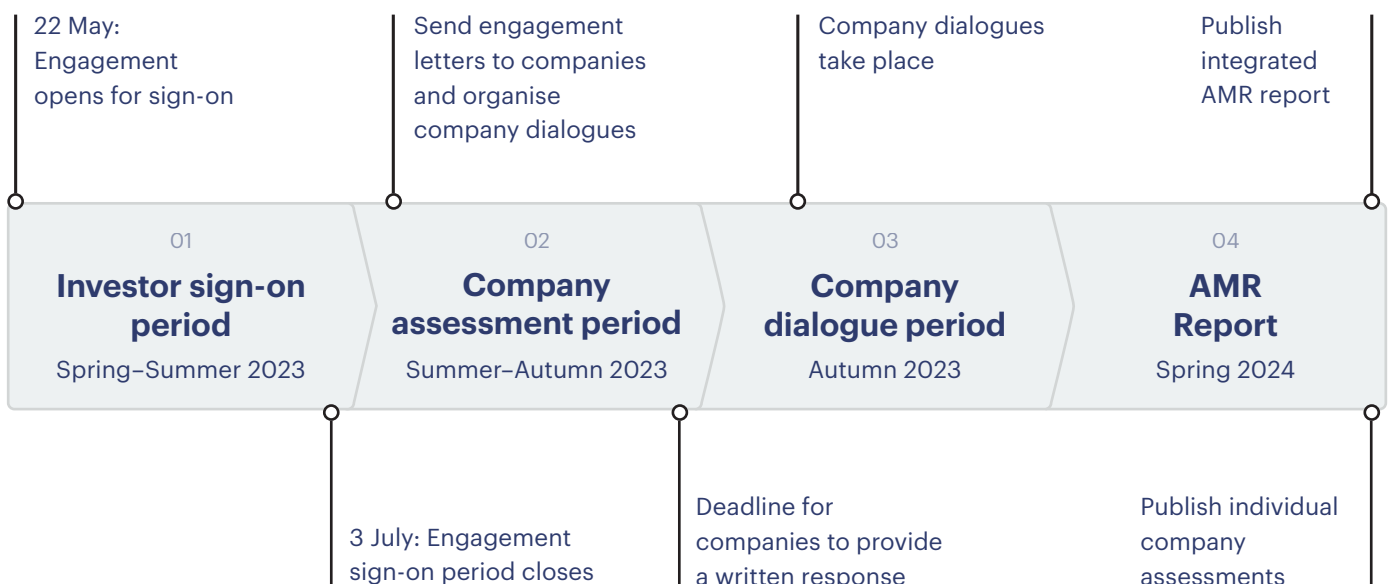 22 May:
Engagement
opens for sign-on
Send engagement
letters to companies
and organise
company dialogues
Company dialogues
take place
Publish
integrated
AMR report
01
Investor sign-on
period
Spring–Summer 2023
02
Company
assessment period
Summer–Autumn 2023
03
Company
dialogue period
Autumn 2023
04
AMR
Report
Spring 2024
3 July: Engagement
sign-on period closes
Deadline for
companies to provide
a written response
Publish individual
company
assessments